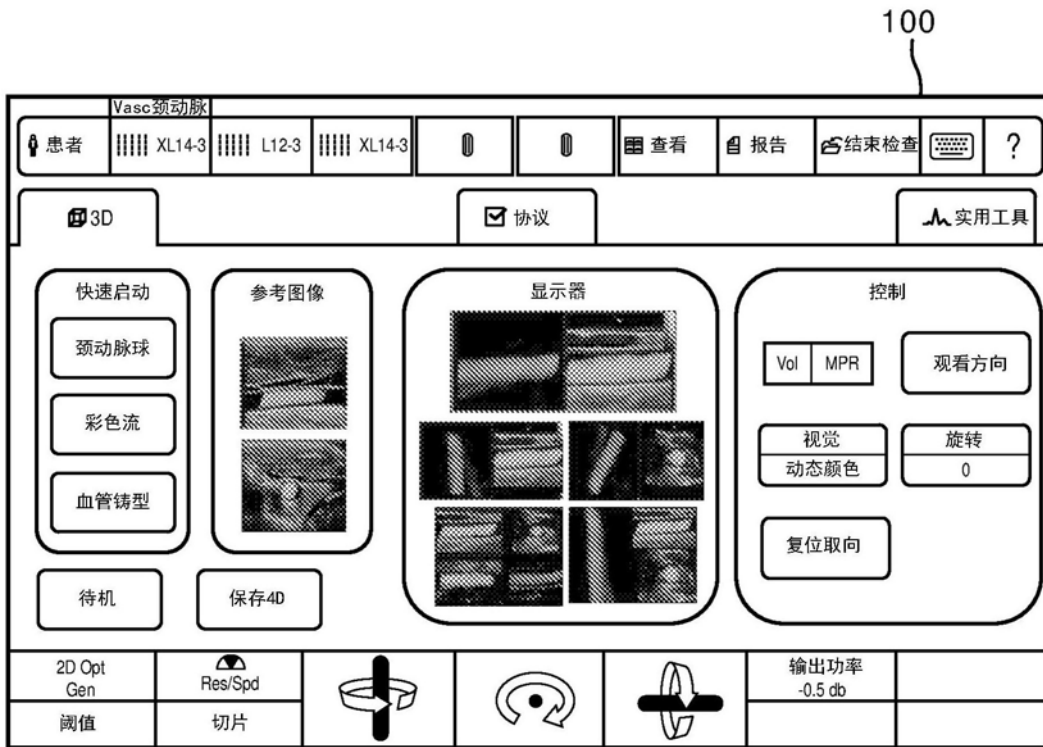 100
Vasc颈动脉
患者
XL14-3
L12-3
XL14-3
查看
报告
结束检查
?
3D
协议
实用工具
快速启动
颈动脉球
彩色流
血管铸型
待机
保存4D
参考图像
显示器
控制
Vol
MPR
观看方向
视觉
动态颜色
旋转
0
复位取向
2D Opt
Gen
阈值
Res/Spd
切片
输出功率
-0.5 db